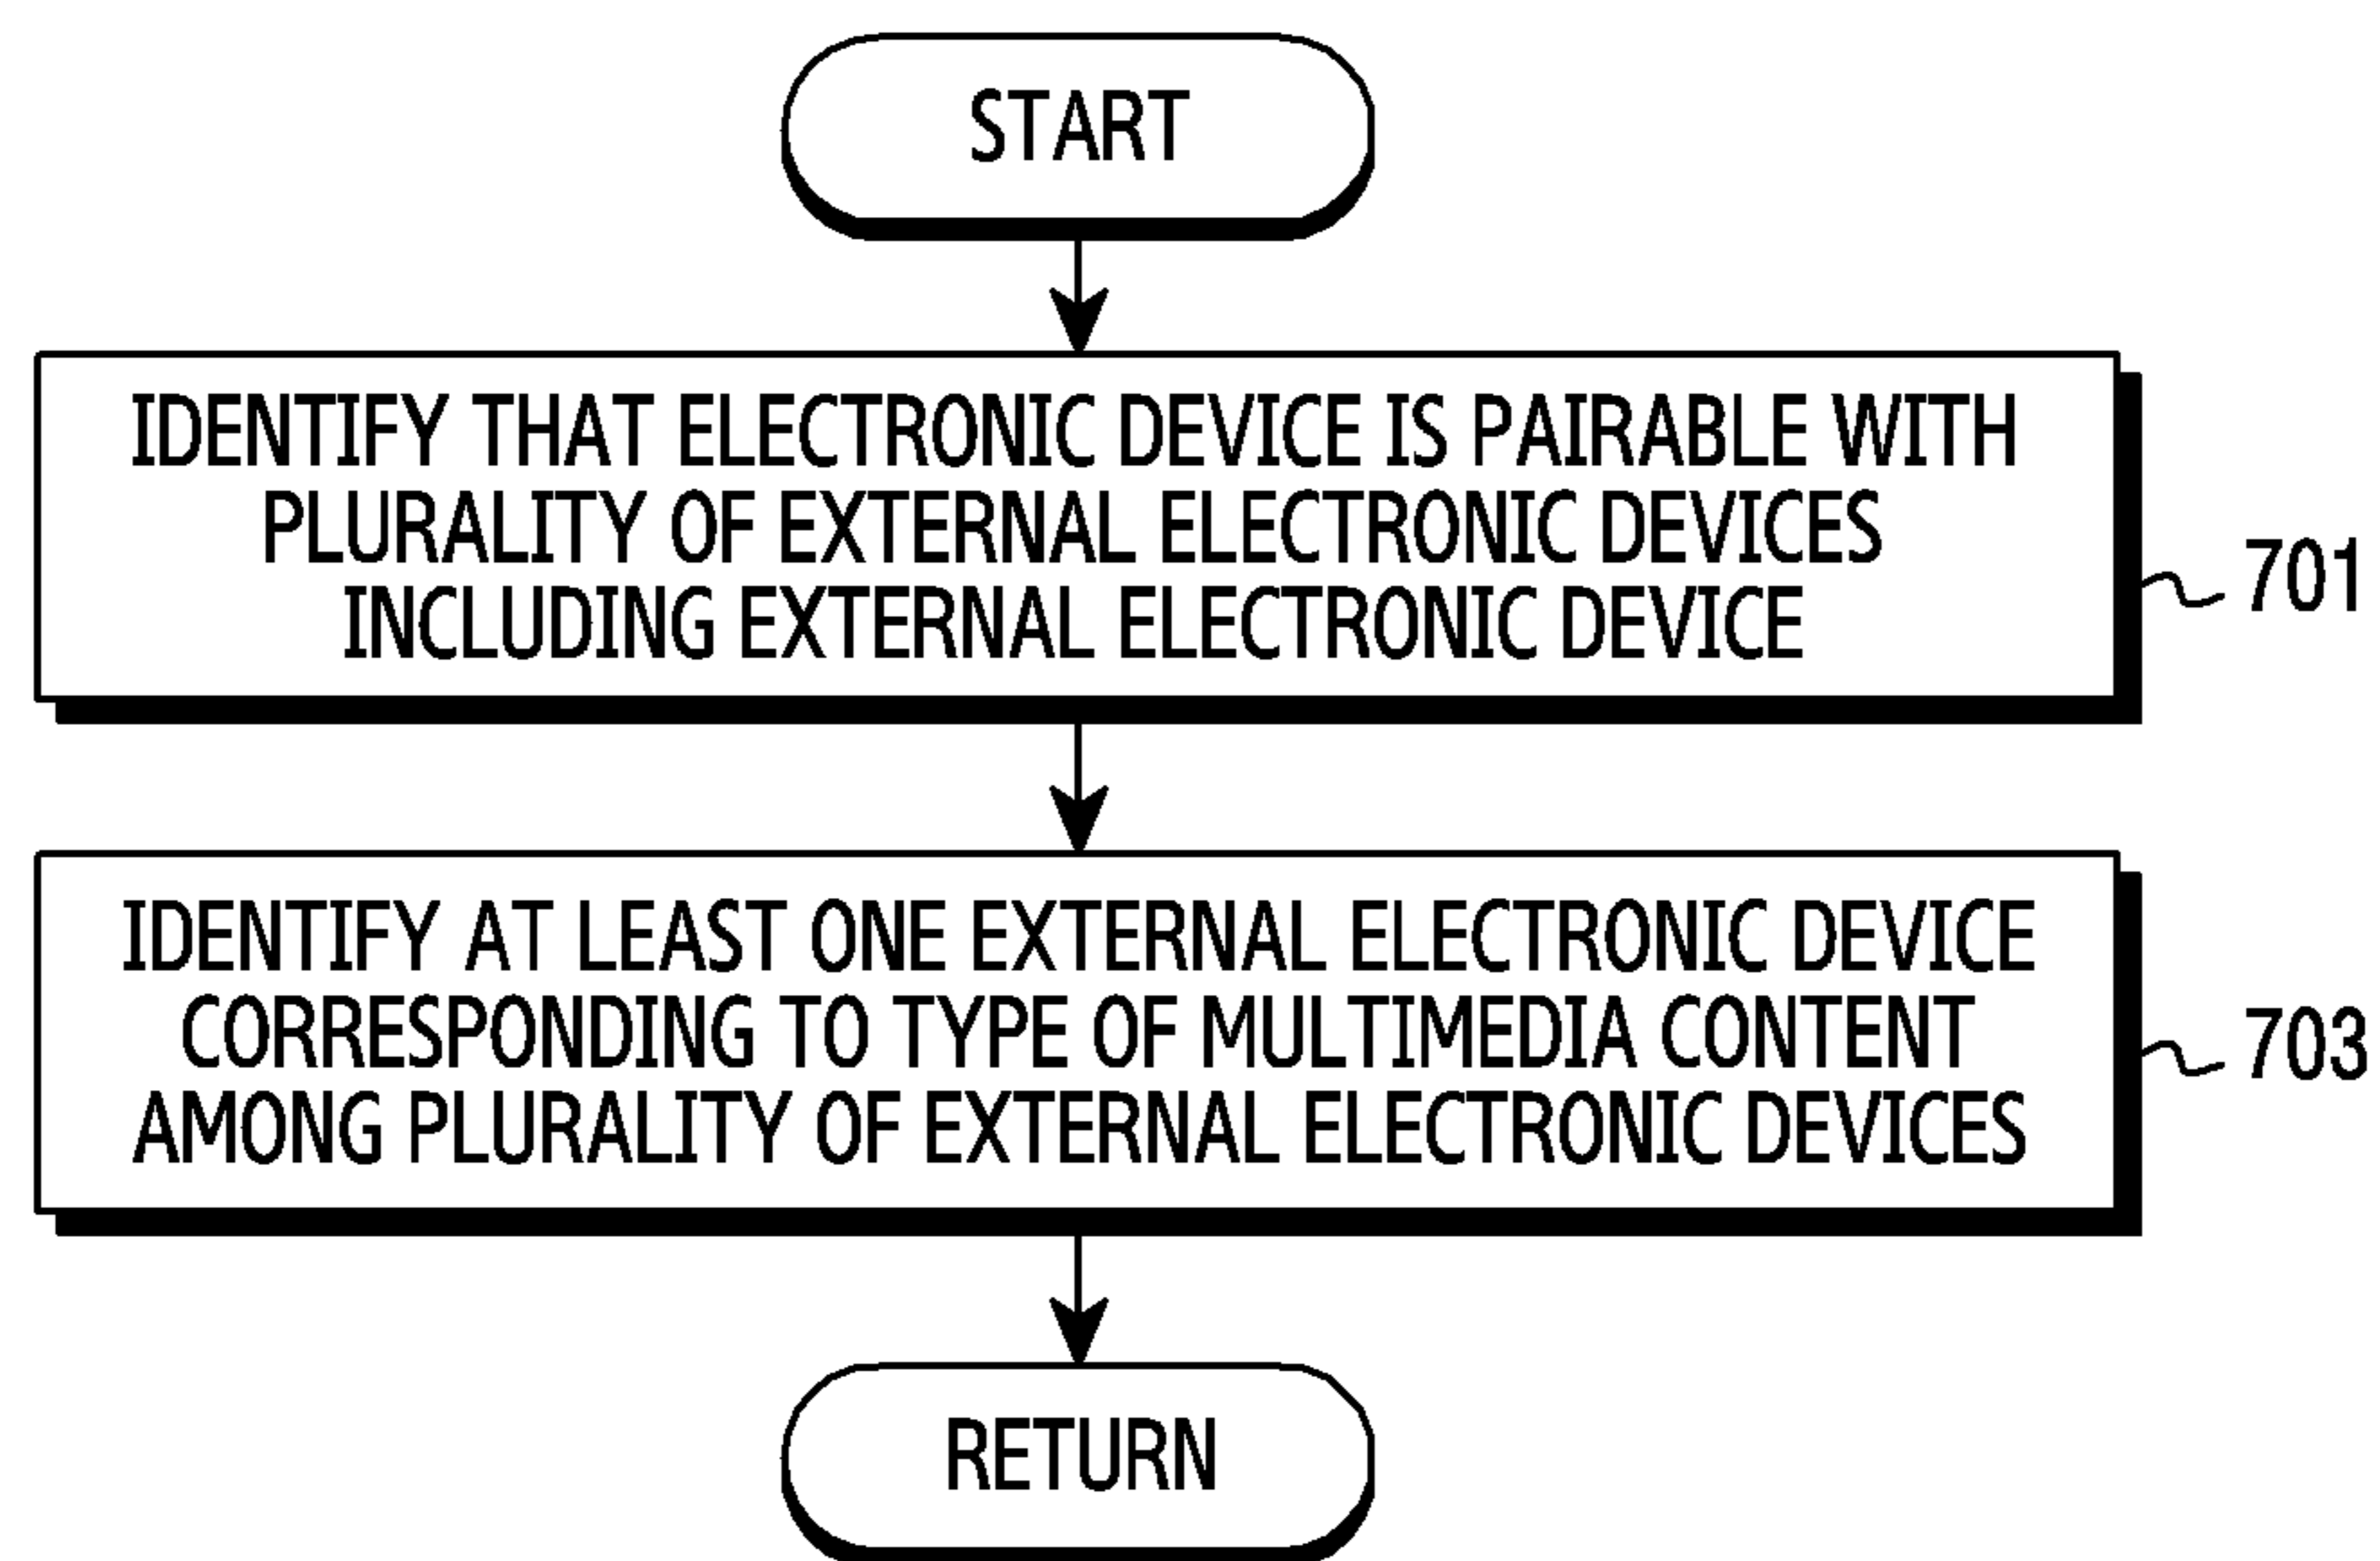 START
IDENTIFY THAT ELECTRONIC DEVICE IS PAIRABLE WITH
PLURALITY OF EXTERNAL ELECTRONIC DEVICES
INCLUDING EXTERNAL ELECTRONIC DEVICE
701
IDENTIFY AT LEAST ONE EXTERNAL ELECTRONIC DEVICE
CORRESPONDING TO TYPE OF MULTIMEDIA CONTENT
AMONG PLURALITY OF EXTERNAL ELECTRONIC DEVICES
703
RETURN